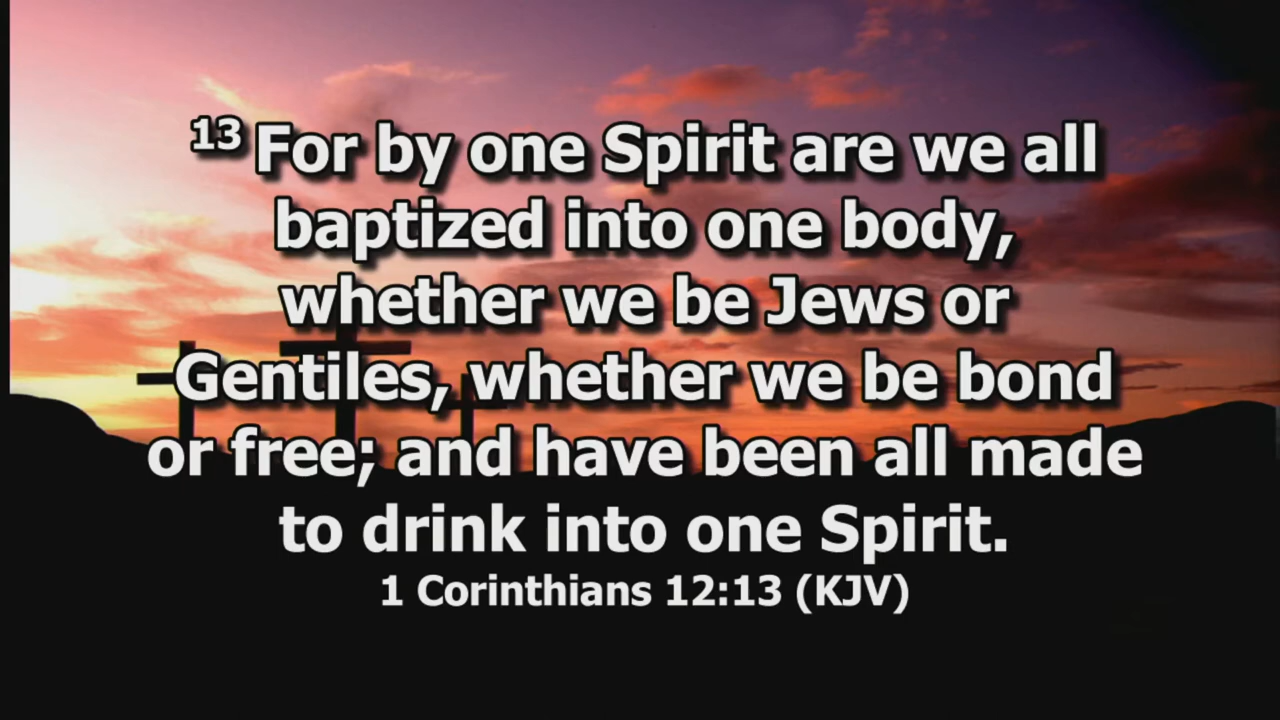 13 For by one Spirit are we all
baptized into one body,
whether we be Jews or
Gentiles, whether we be bond
or free; and have been all made
to drink into one Spirit.
1 Corinthians 12:13 (KJV)